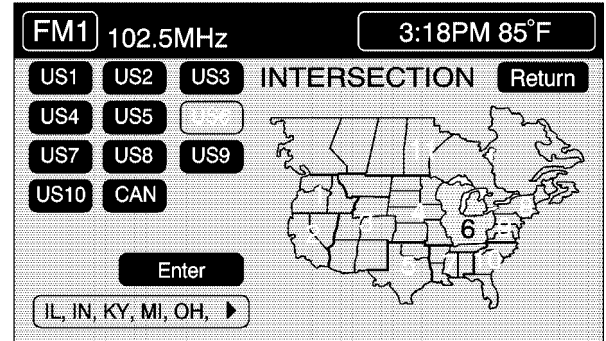 FM1 102.5MHz 3:18PM 85°F
US1 US2 US3 INTERSECTION Return
US4 US5 US6
US7 US8 US9
US10 CAN
6
Enter
IL, IN, KY, MI, OH,